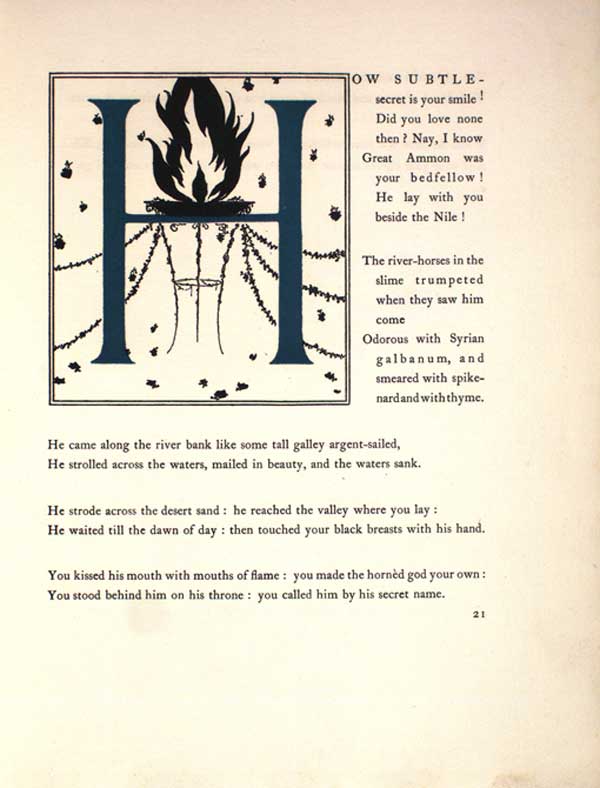 HOW SUBTLE-
secret is your smile !
Did you love none
then ? Nay, I know
Great Ammon was
your bedfellow !
He lay with you
beside the Nile !
The river-horses in the
slime trumpeted
when they saw him
come
Odorous with Syrian
galbanum, and
smeared with spike-
nard and with thyme.
He came along the river bank like some tall galley argent-sailed,
He strolled across the waters, mailed in beauty, and the waters sank.
He strode across the desert sand : he reached the valley where you lay :
He waited till the dawn of day : then touched your black breasts with his hand.
You kissed his mouth with mouths of flame : you made the hornèd god your own :
You stood behind him on his throne : you called him by his secret name.
21